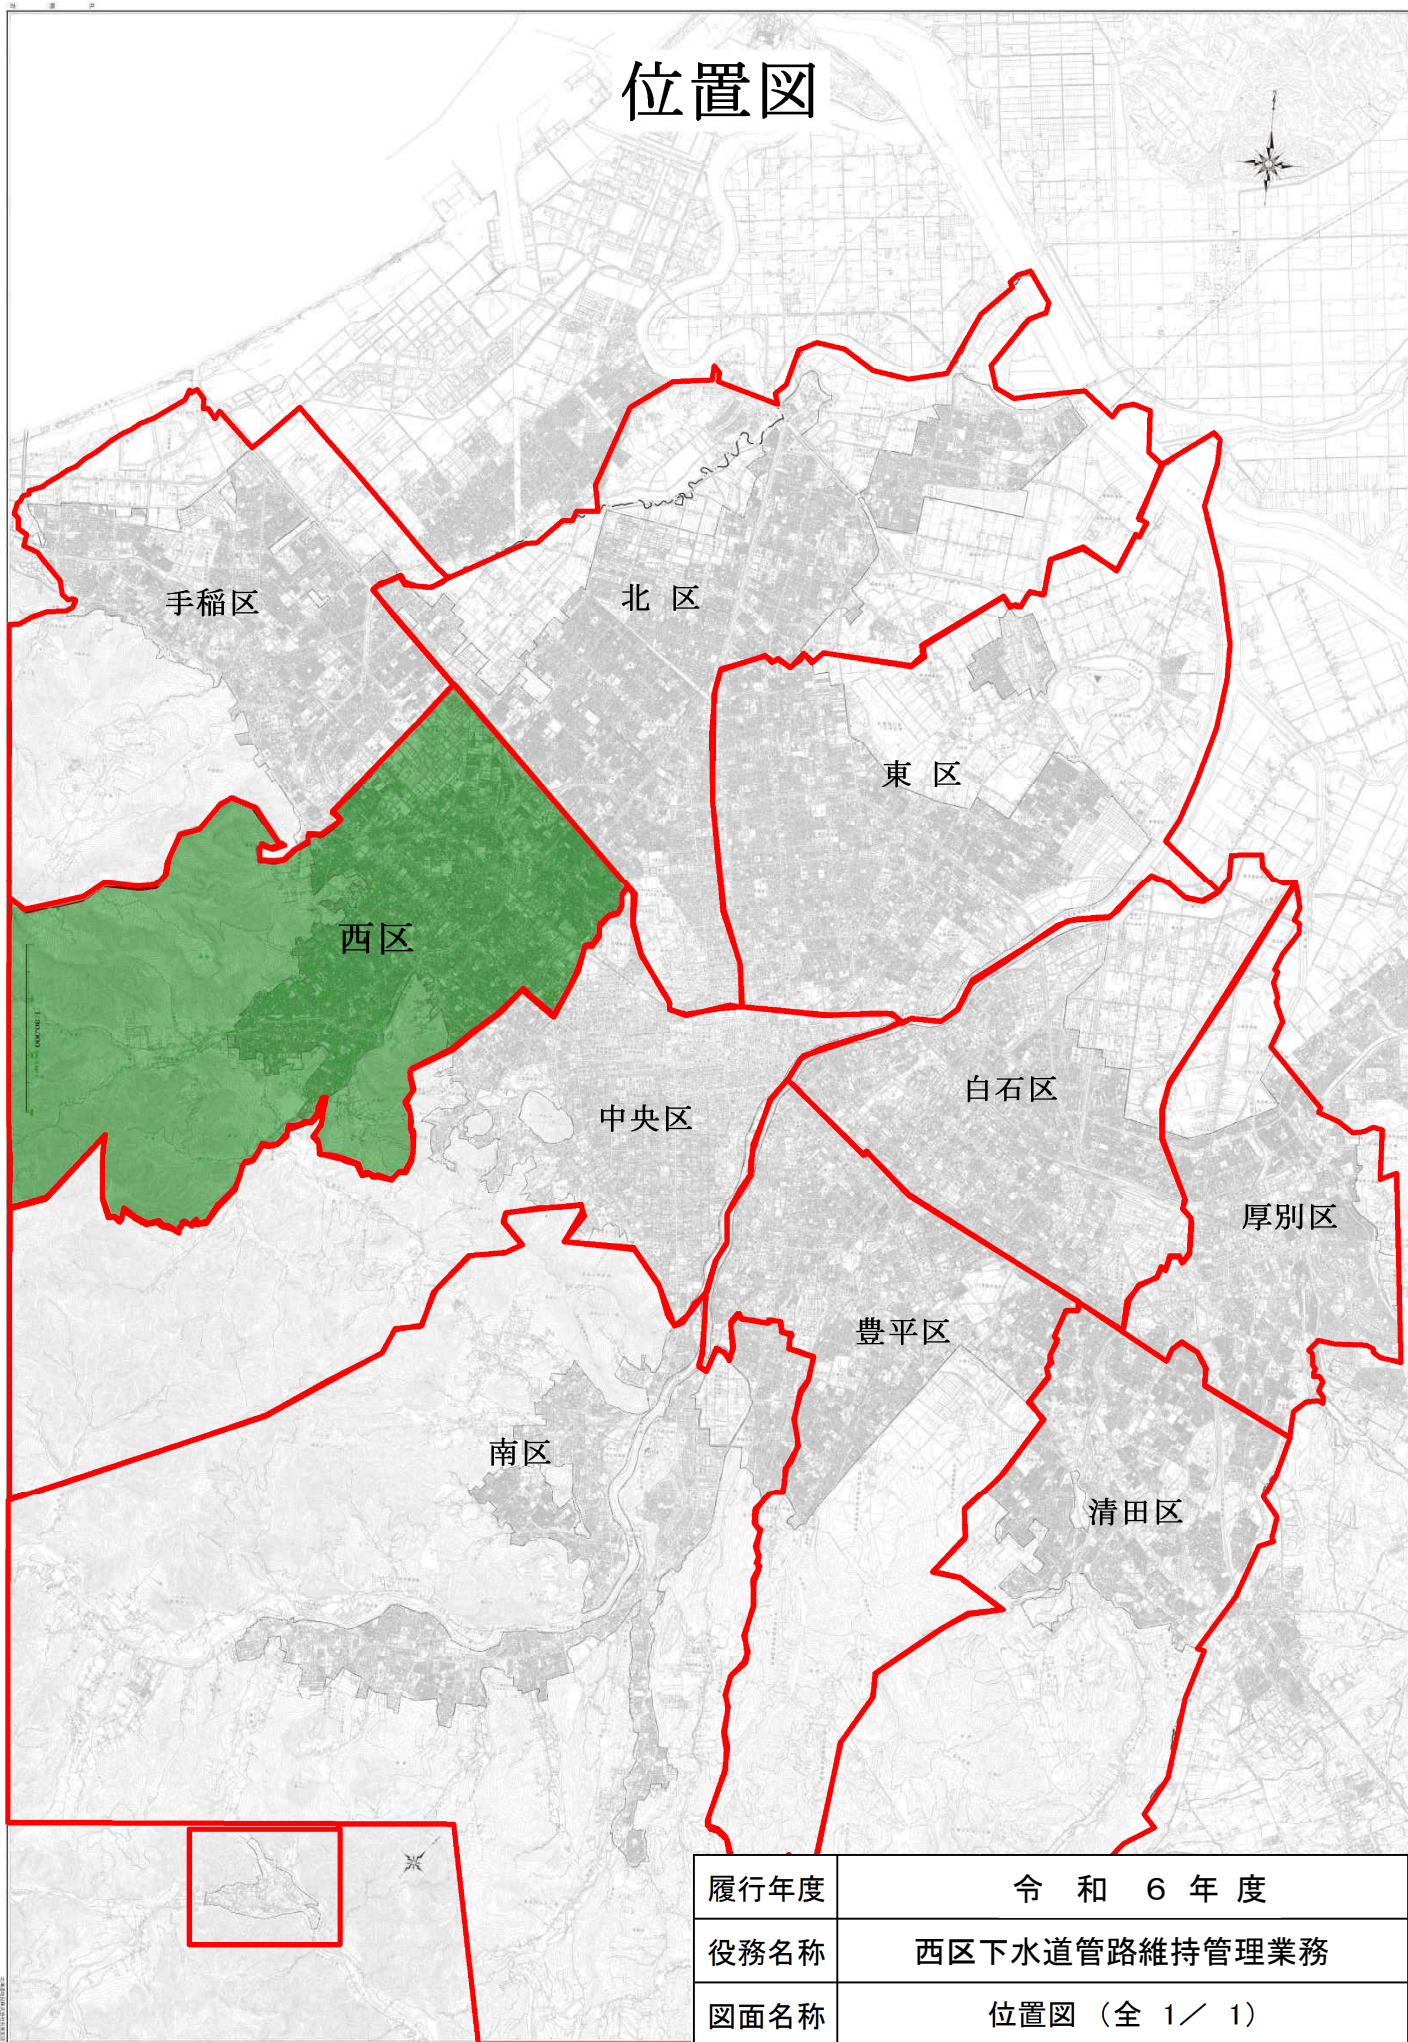 位置図
手稲区
北 区
東 区
西区
白石区
中央区
厚別区
豊平区
南区
清田区
履行年度 令 和 6 年 度
役務名称 西区下水道管路維持管理業務
図面名称 位置図 (全 1／ 1)